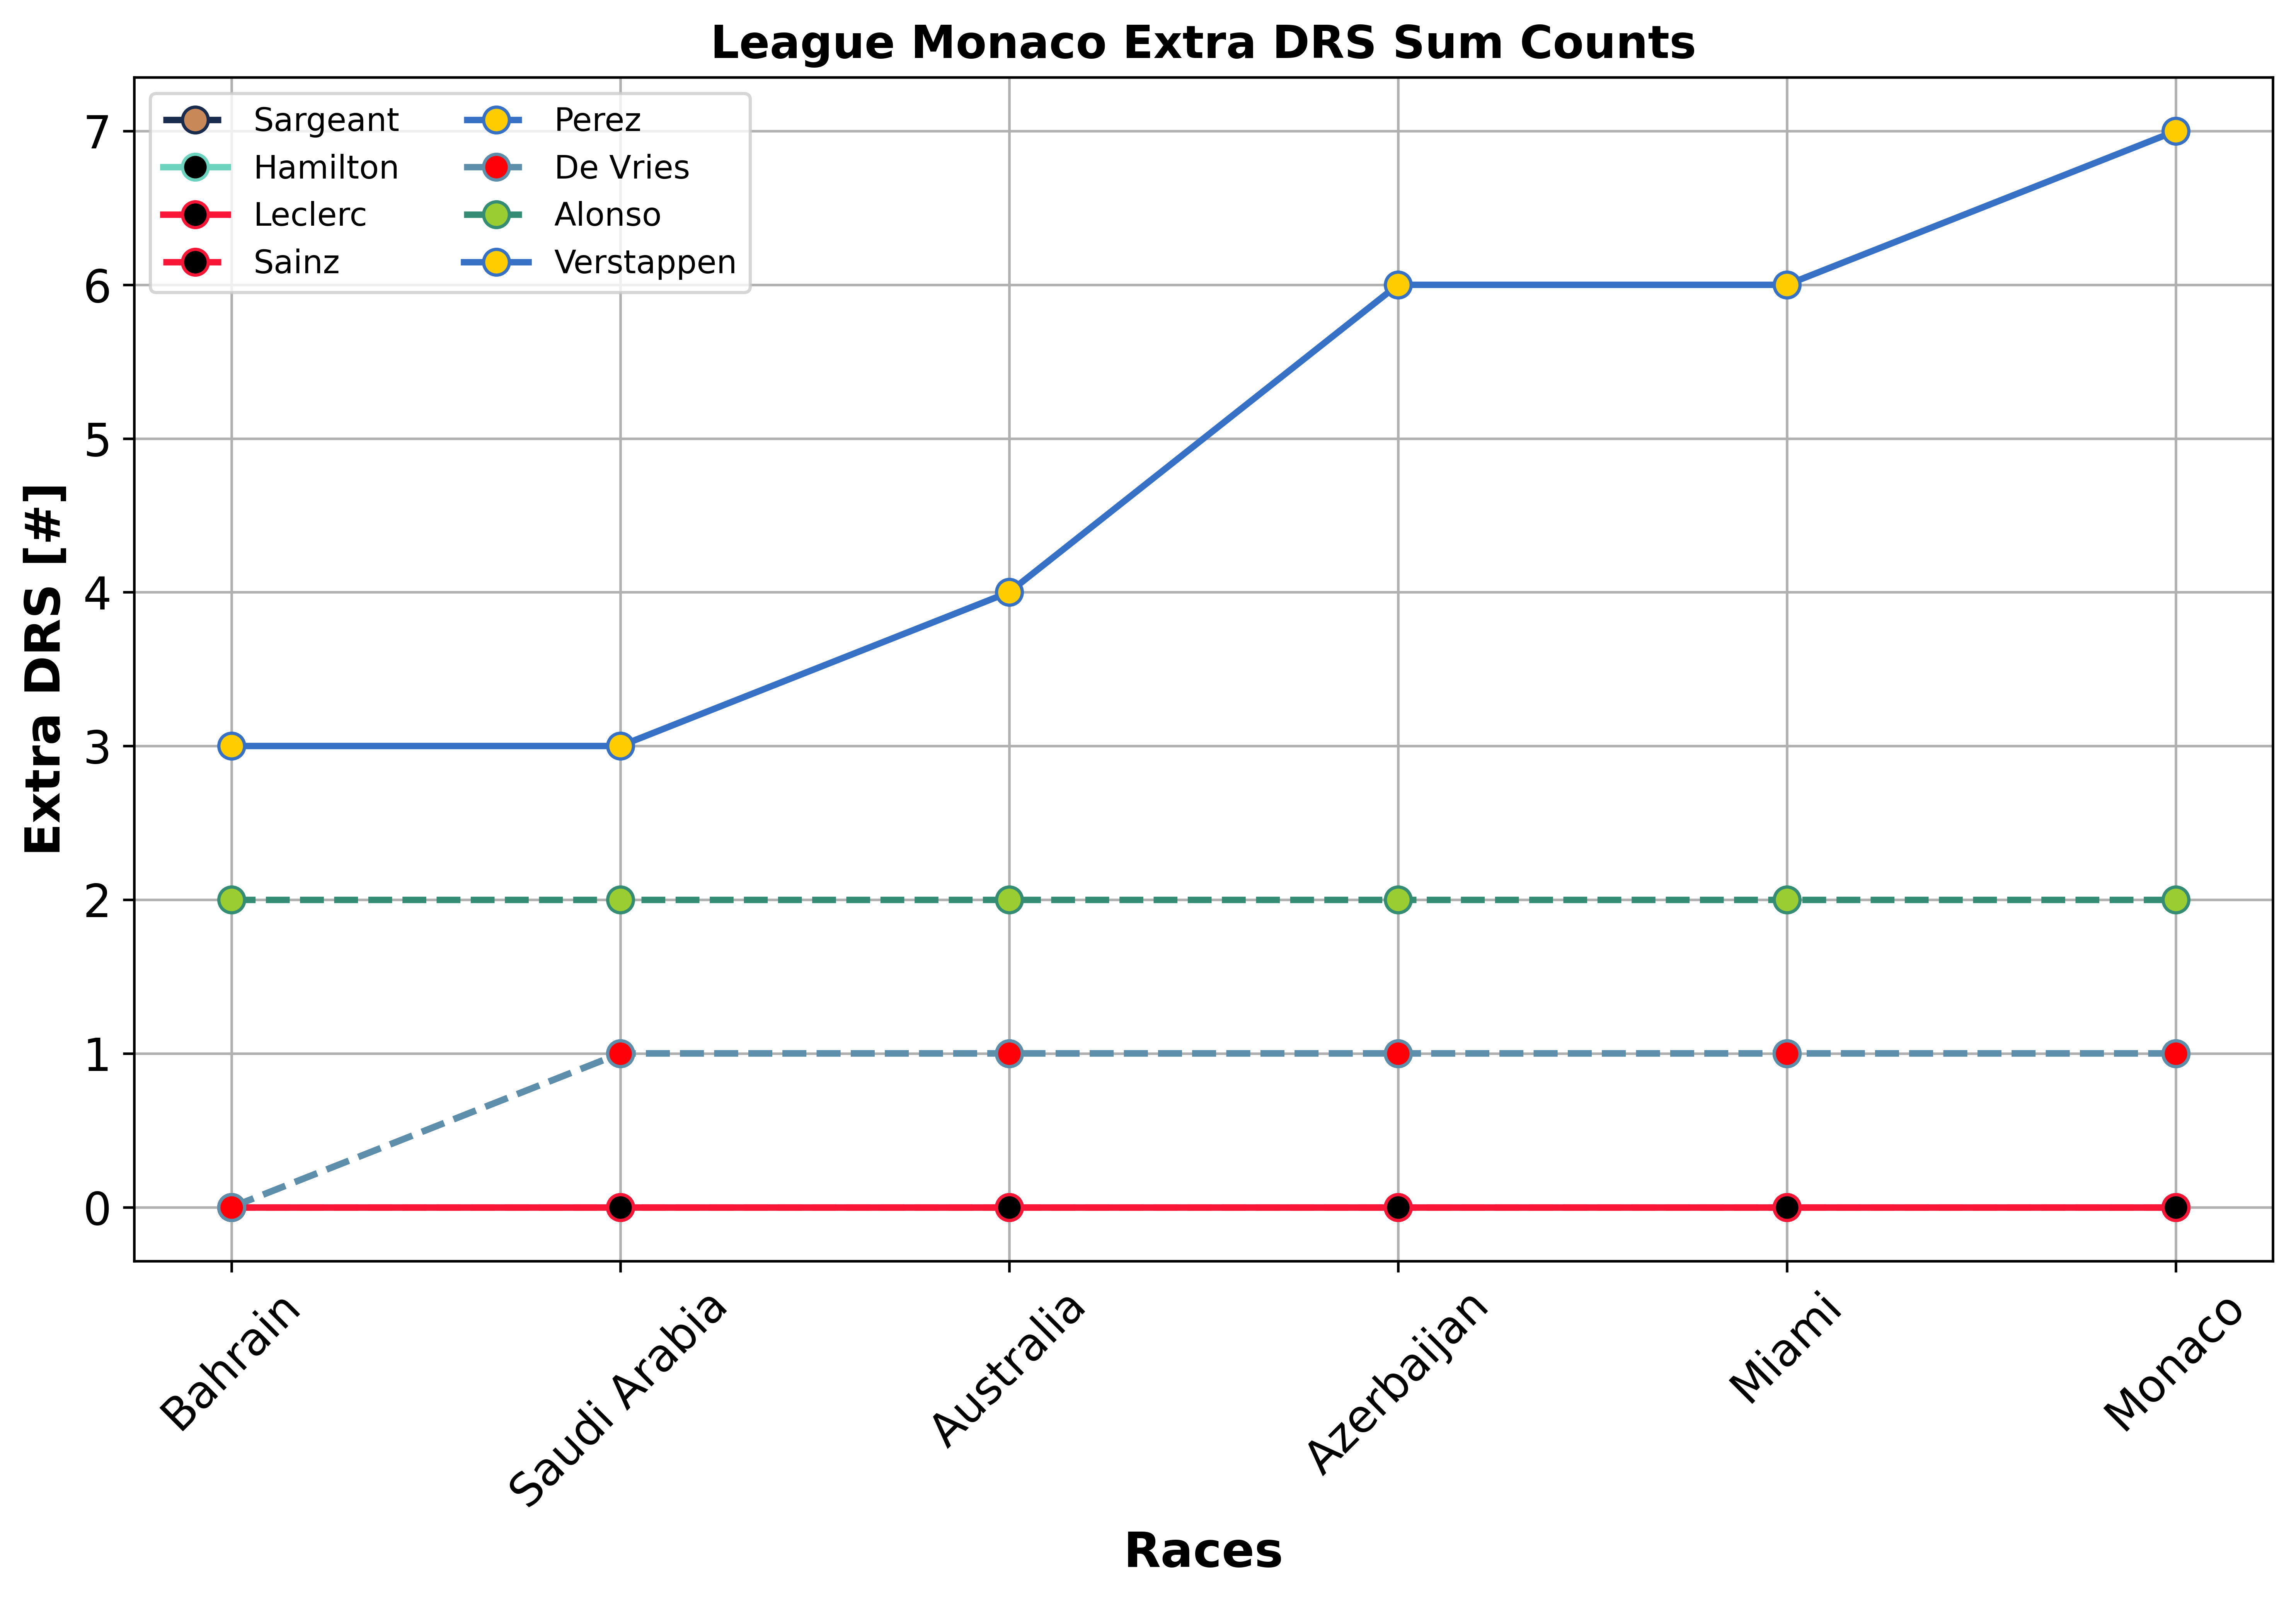 League Monaco Extra DRS Sum Counts
Sargeant
Hamilton
Leclerc
Sainz
Perez
De Vries
Alonso
Verstappen
Extra DRS [#]
7
6
5
4
3
2
1
0
Bahrain
Saudi Arabia
Australia
Azerbaijan
Miami
Monaco
Races